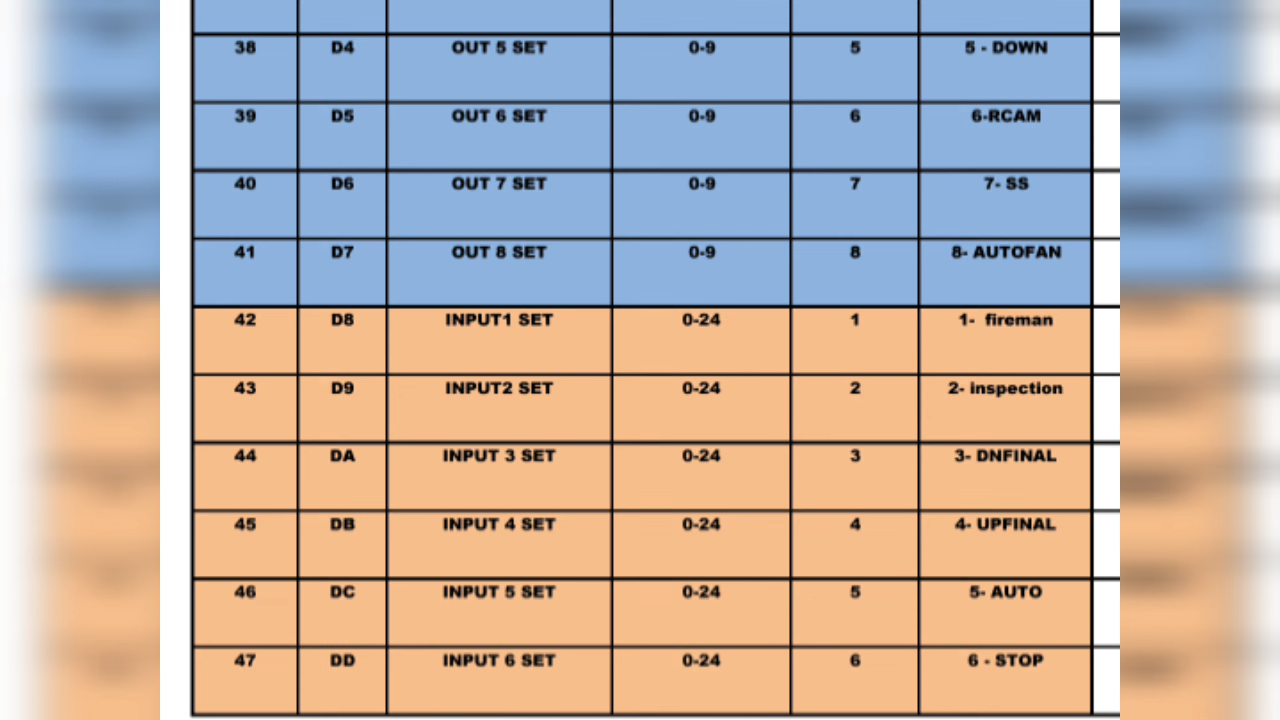 38 D4 OUT 5 SET 0-9 5 5 - DOWN
39 D5 OUT 6 SET 0-9 6 6-RCAM
40 D6 OUT 7 SET 0-9 7 7- SS
41 D7 OUT 8 SET 0-9 8 8- AUTOFAN
42 D8 INPUT1 SET 0-24 1 1- fireman
43 D9 INPUT2 SET 0-24 2 2- inspection
44 DA INPUT 3 SET 0-24 3 3- DNFINAL
45 DB INPUT 4 SET 0-24 4 4- UPFINAL
46 DC INPUT 5 SET 0-24 5 5- AUTO
47 DD INPUT 6 SET 0-24 6 6 - STOP